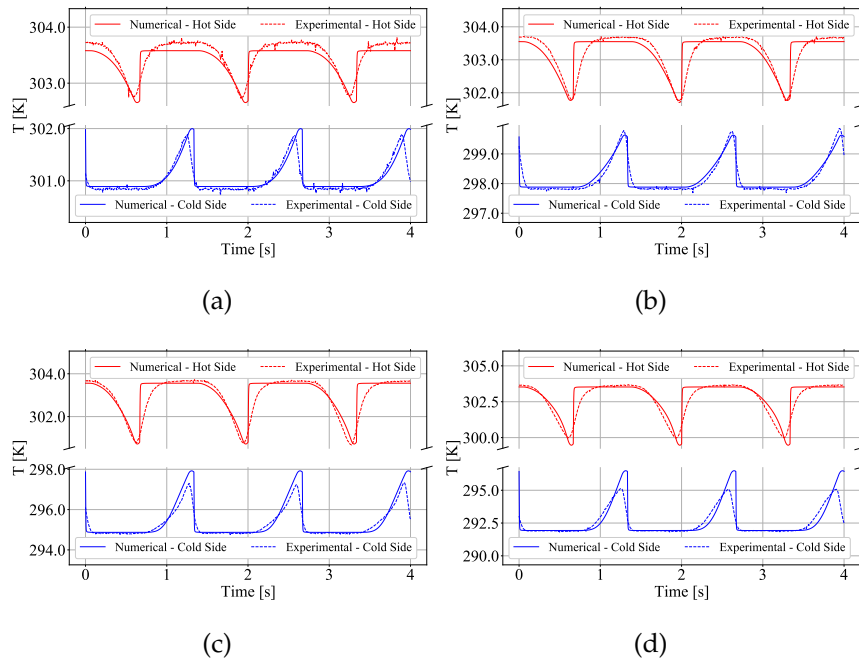 Numerical - Hot Side Experimental - Hot Side
304.0
303.0
T [K]
302.0
301.0
Numerical - Cold Side Experimental - Cold Side
0 1 2 3 4
Time [s]
(a)
Numerical - Hot Side Experimental - Hot Side
304.0
303.0
302.0
T [K]
299.0
298.0
297.0
Numerical - Cold Side Experimental - Cold Side
0 1 2 3 4
Time [s]
(b)
Numerical - Hot Side Experimental - Hot Side
304.0
302.0
T [K]
298.0
296.0
294.0
Numerical - Cold Side Experimental - Cold Side
0 1 2 3 4
Time [s]
(c)
Numerical - Hot Side Experimental - Hot Side
305.0
302.5
300.0
T [K]
295.0
292.5
290.0
Numerical - Cold Side Experimental - Cold Side
0 1 2 3 4
Time [s]
(d)